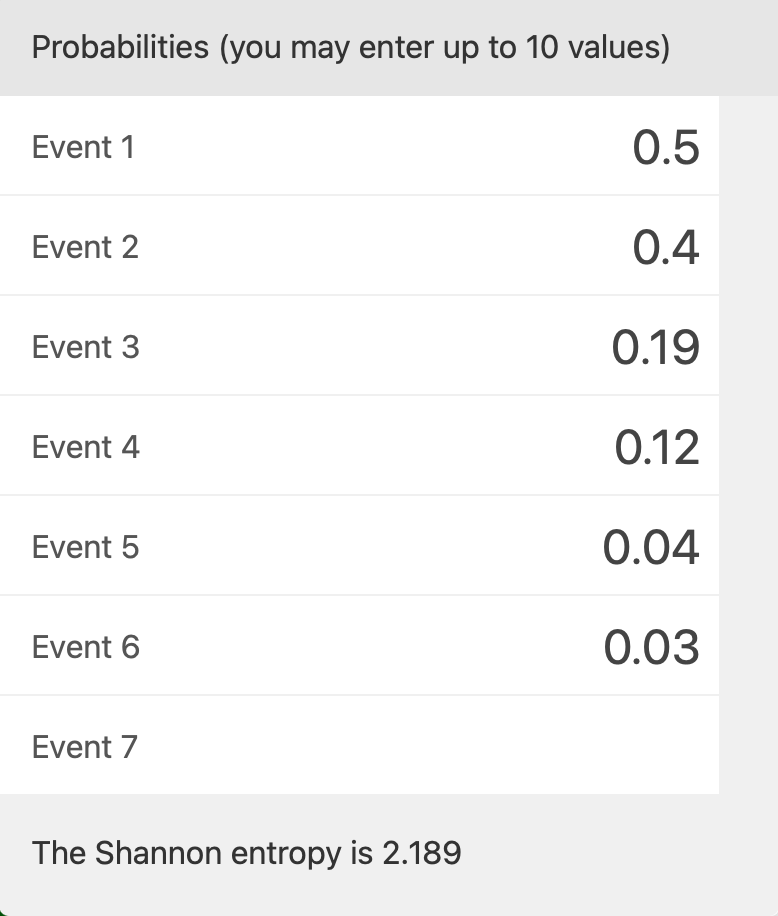 Probabilities (you may enter up to 10 values)
Event 1 0.5
Event 2 0.4
Event 3 0.19
Event 4 0.12
Event 5 0.04
Event 6 0.03
Event 7
The Shannon entropy is 2.189